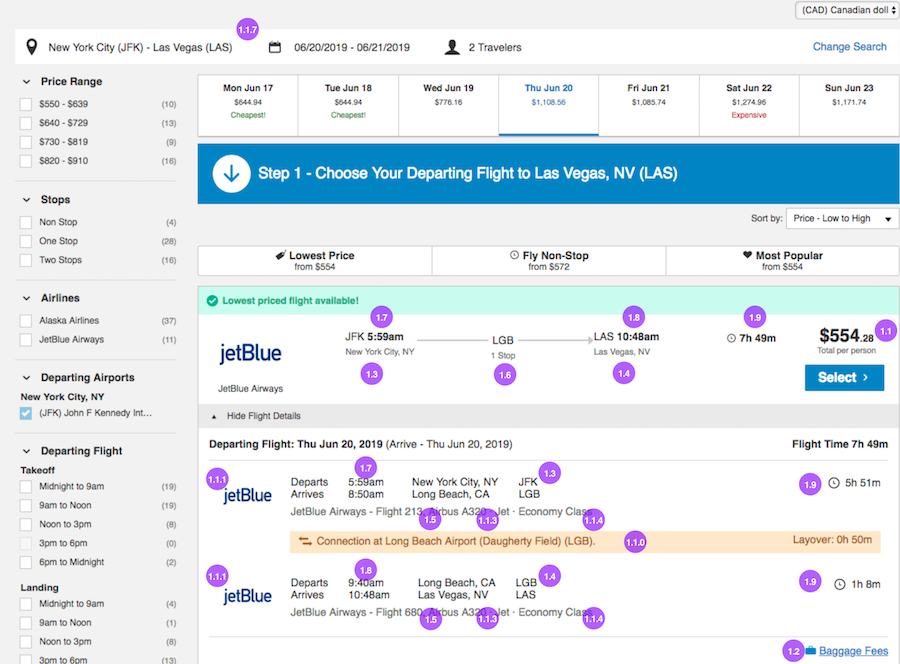 (CAD) Canadian doll
1.1.7
New York City (JFK) - Las Vegas (LAS)
06/20/2019 - 06/21/2019
2 Travelers
Change Search
Price Range
$550 - $639 (10)
$640 - $729 (13)
$730 - $819 (9)
$820 - $910 (16)
Stops
Non Stop (4)
One Stop (28)
Two Stops (16)
Airlines
Alaska Airlines (37)
JetBlue Airways (11)
Departing Airports
New York City, NY
(JFK) John F Kennedy Int...
Departing Flight
Takeoff
Midnight to 9am (19)
9am to Noon (19)
Noon to 3pm (8)
3pm to 6pm (0)
6pm to Midnight (2)
Landing
Midnight to 9am (4)
9am to Noon (1)
Noon to 3pm (8)
3pm to 6pm (13)
Mon Jun 17 Tue Jun 18 Wed Jun 19 Thu Jun 20 Fri Jun 21 Sat Jun 22 Sun Jun 23
$644.94 $644.94 $776.16 $1,108.56 $1,085.74 $1,274.96 $1,171.74
Cheapest! Cheapest! Expensive
Step 1 - Choose Your Departing Flight to Las Vegas, NV (LAS)
Sort by: Price - Low to High
Lowest Price Fly Non-Stop Most Popular
from $554 from $572 from $554
Lowest priced flight available!
1.7 1.8 1.9
JFK 5:59am LGB LAS 10:48am 7h 49m $554.28 1.1
New York City, NY 1 Stop Las Vegas, NV Total per person
jetBlue
1.3 1.6 1.4
Select
JetBlue Airways
Hide Flight Details
Departing Flight: Thu Jun 20, 2019 (Arrive - Thu Jun 20, 2019) Flight Time 7h 49m
1.7 1.3
1.1.1 Departs 5:59am New York City, NY JFK 1.9 5h 51m
jetBlue Arrives 8:50am Long Beach, CA LGB
JetBlue Airways - Flight 213, Airbus A320 Jet · Economy Class
1.5 1.1.3 1.1.4
Connection at Long Beach Airport (Daugherty Field) (LGB). 1.1.0 Layover: 0h 50m
1.8 1.4
1.1.1 Departs 9:40am Long Beach, CA LGB 1.9 1h 8m
jetBlue Arrives 10:48am Las Vegas, NV LAS
JetBlue Airways - Flight 680, Airbus A320 Jet · Economy Class
1.5 1.1.3 1.1.4
1.2 Baggage Fees